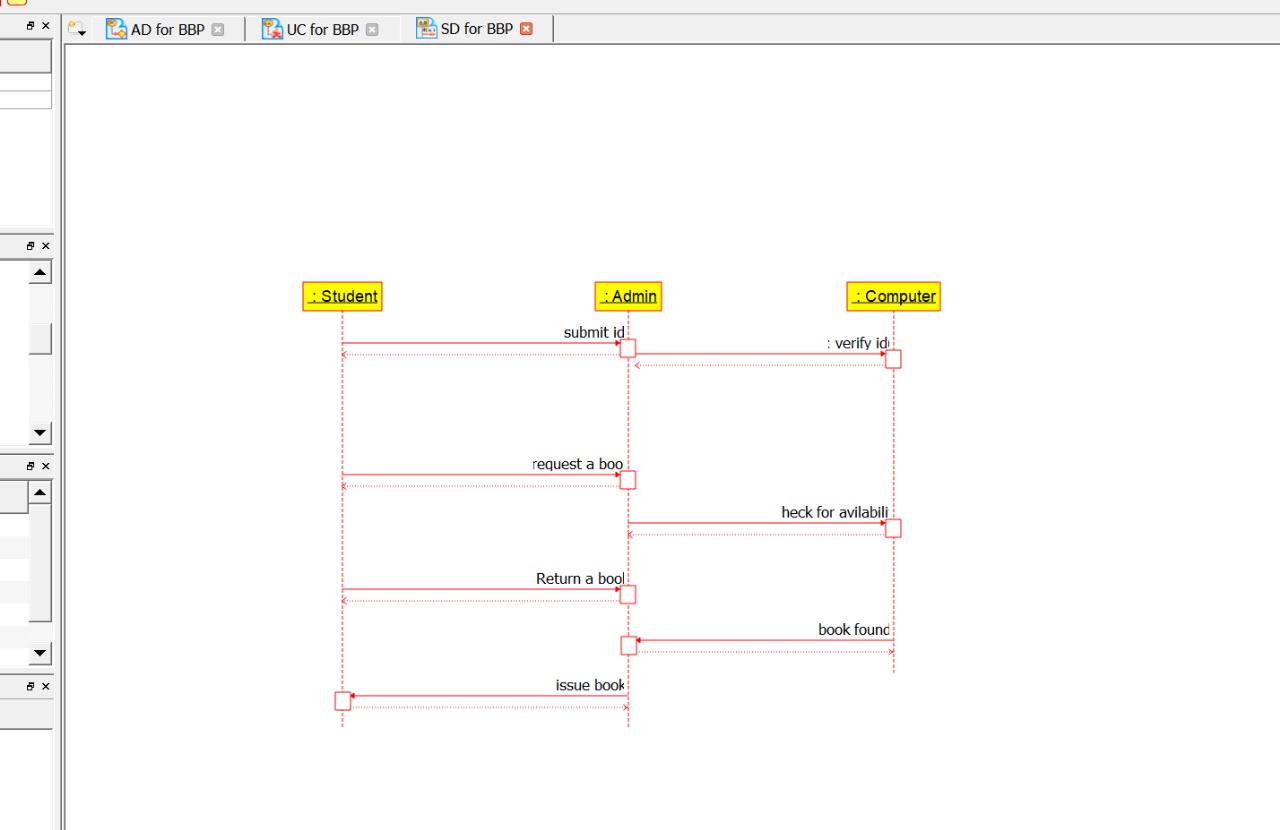 AD for BBP
UC for BBP
SD for BBP
: Student
: Admin
: Computer
submit id
: verify id
request a boo
heck for avilabili
Return a bool
book found
issue book